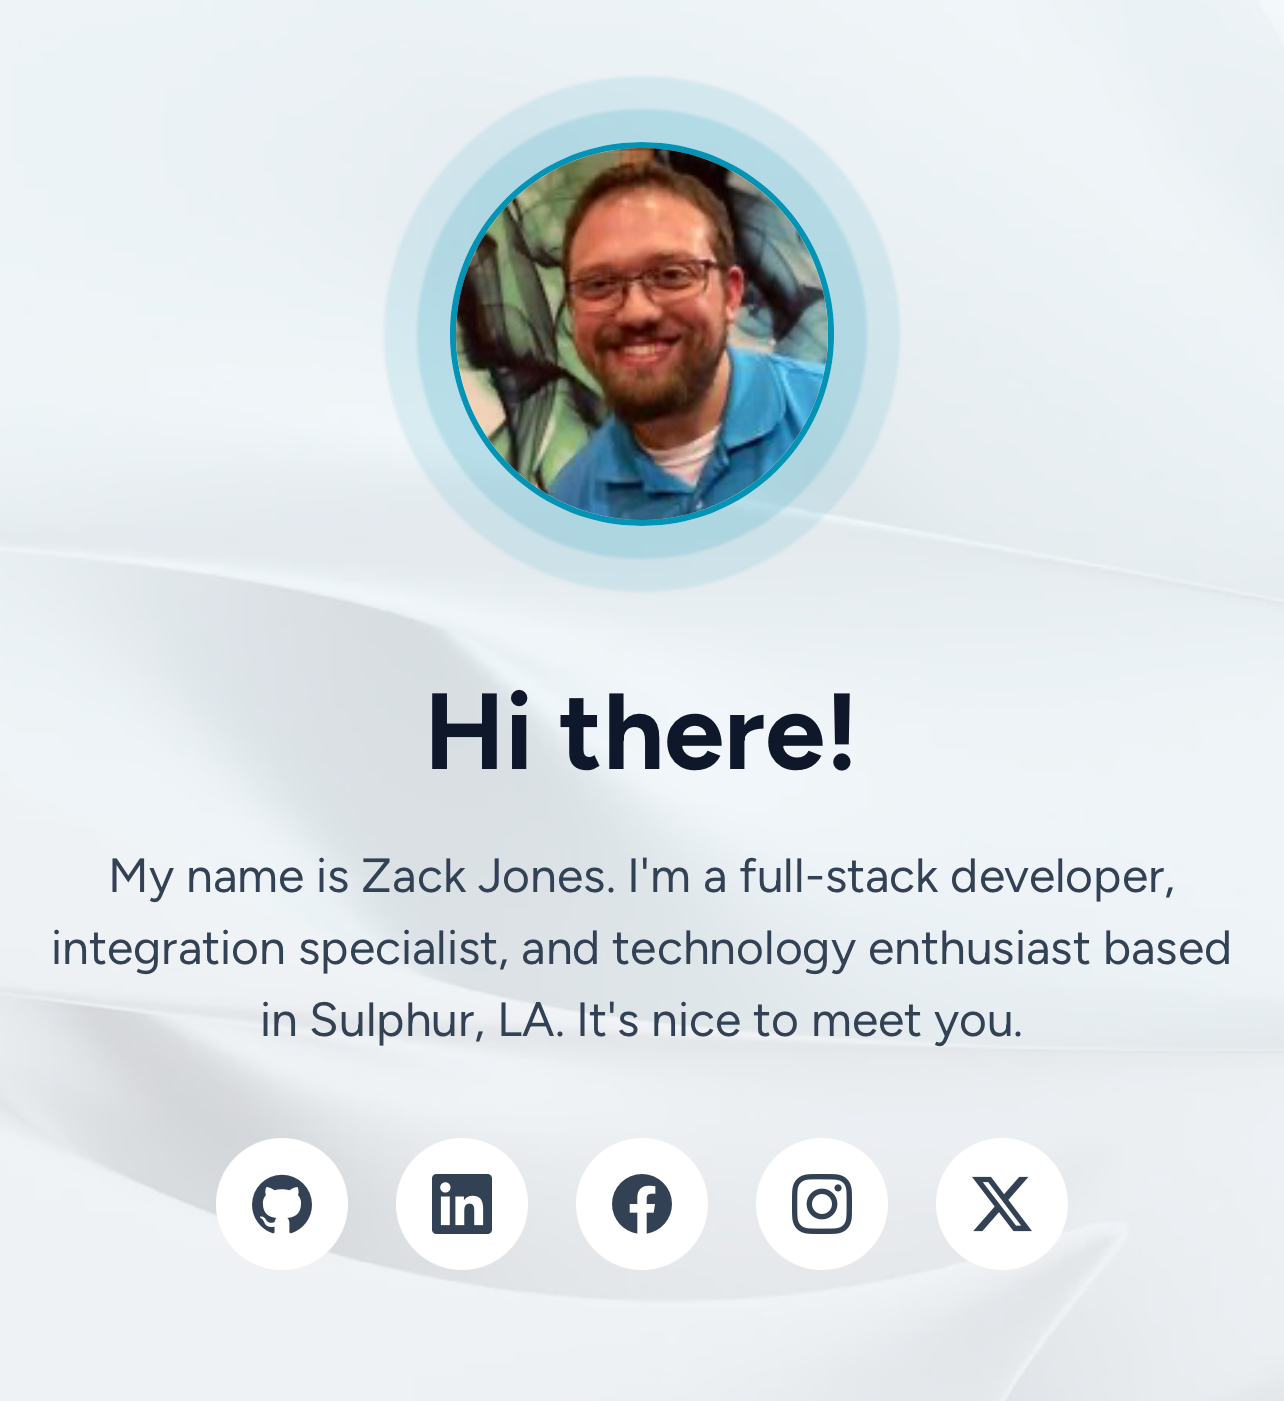 Hi there!
My name is Zack Jones. I'm a full-stack developer,
integration specialist, and technology enthusiast based
in Sulphur, LA. It's nice to meet you.